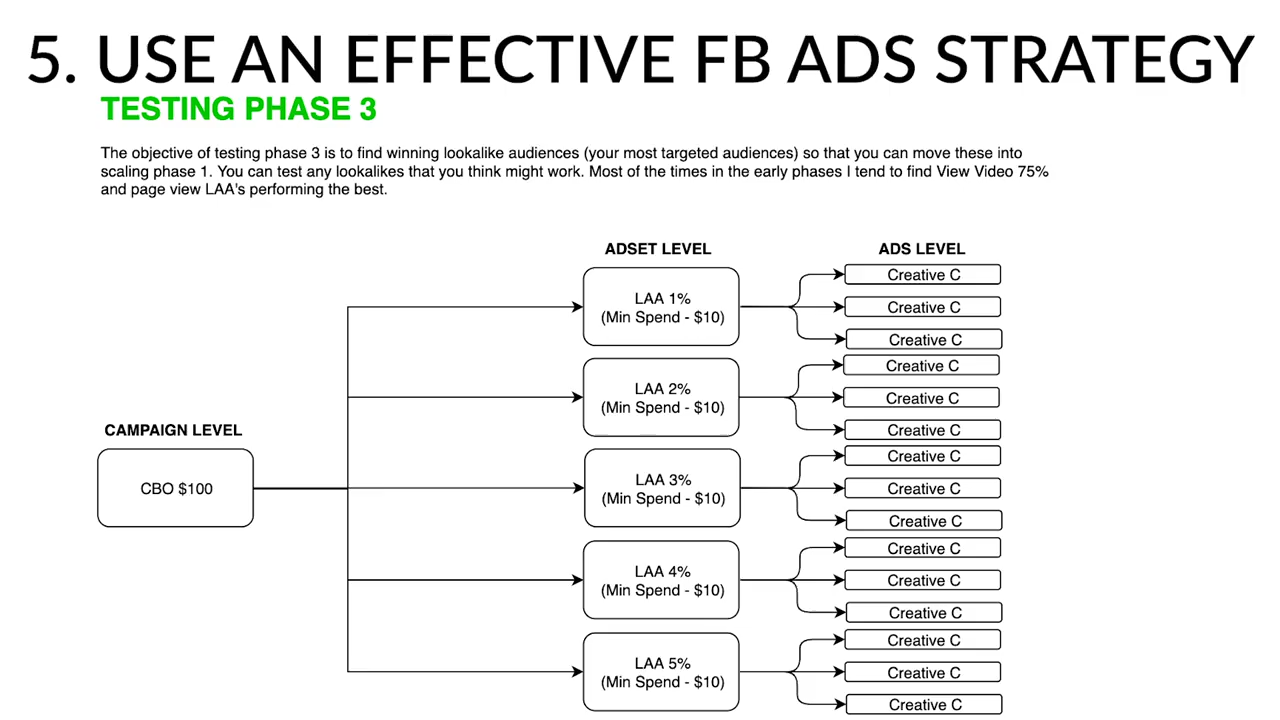 5. USE AN EFFECTIVE FB ADS STRATEGY
TESTING PHASE 3
The objective of testing phase 3 is to find winning lookalike audiences (your most targeted audiences) so that you can move these into
scaling phase 1. You can test any lookalikes that you think might work. Most of the times in the early phases I tend to find View Video 75%
and page view LAA's performing the best.
CAMPAIGN LEVEL
CBO $100
ADSET LEVEL
ADS LEVEL
LAA 1%
(Min Spend - $10)
Creative C
Creative C
Creative C
LAA 2%
(Min Spend - $10)
Creative C
Creative C
Creative C
LAA 3%
(Min Spend - $10)
Creative C
Creative C
Creative C
LAA 4%
(Min Spend - $10)
Creative C
Creative C
Creative C
LAA 5%
(Min Spend - $10)
Creative C
Creative C
Creative C